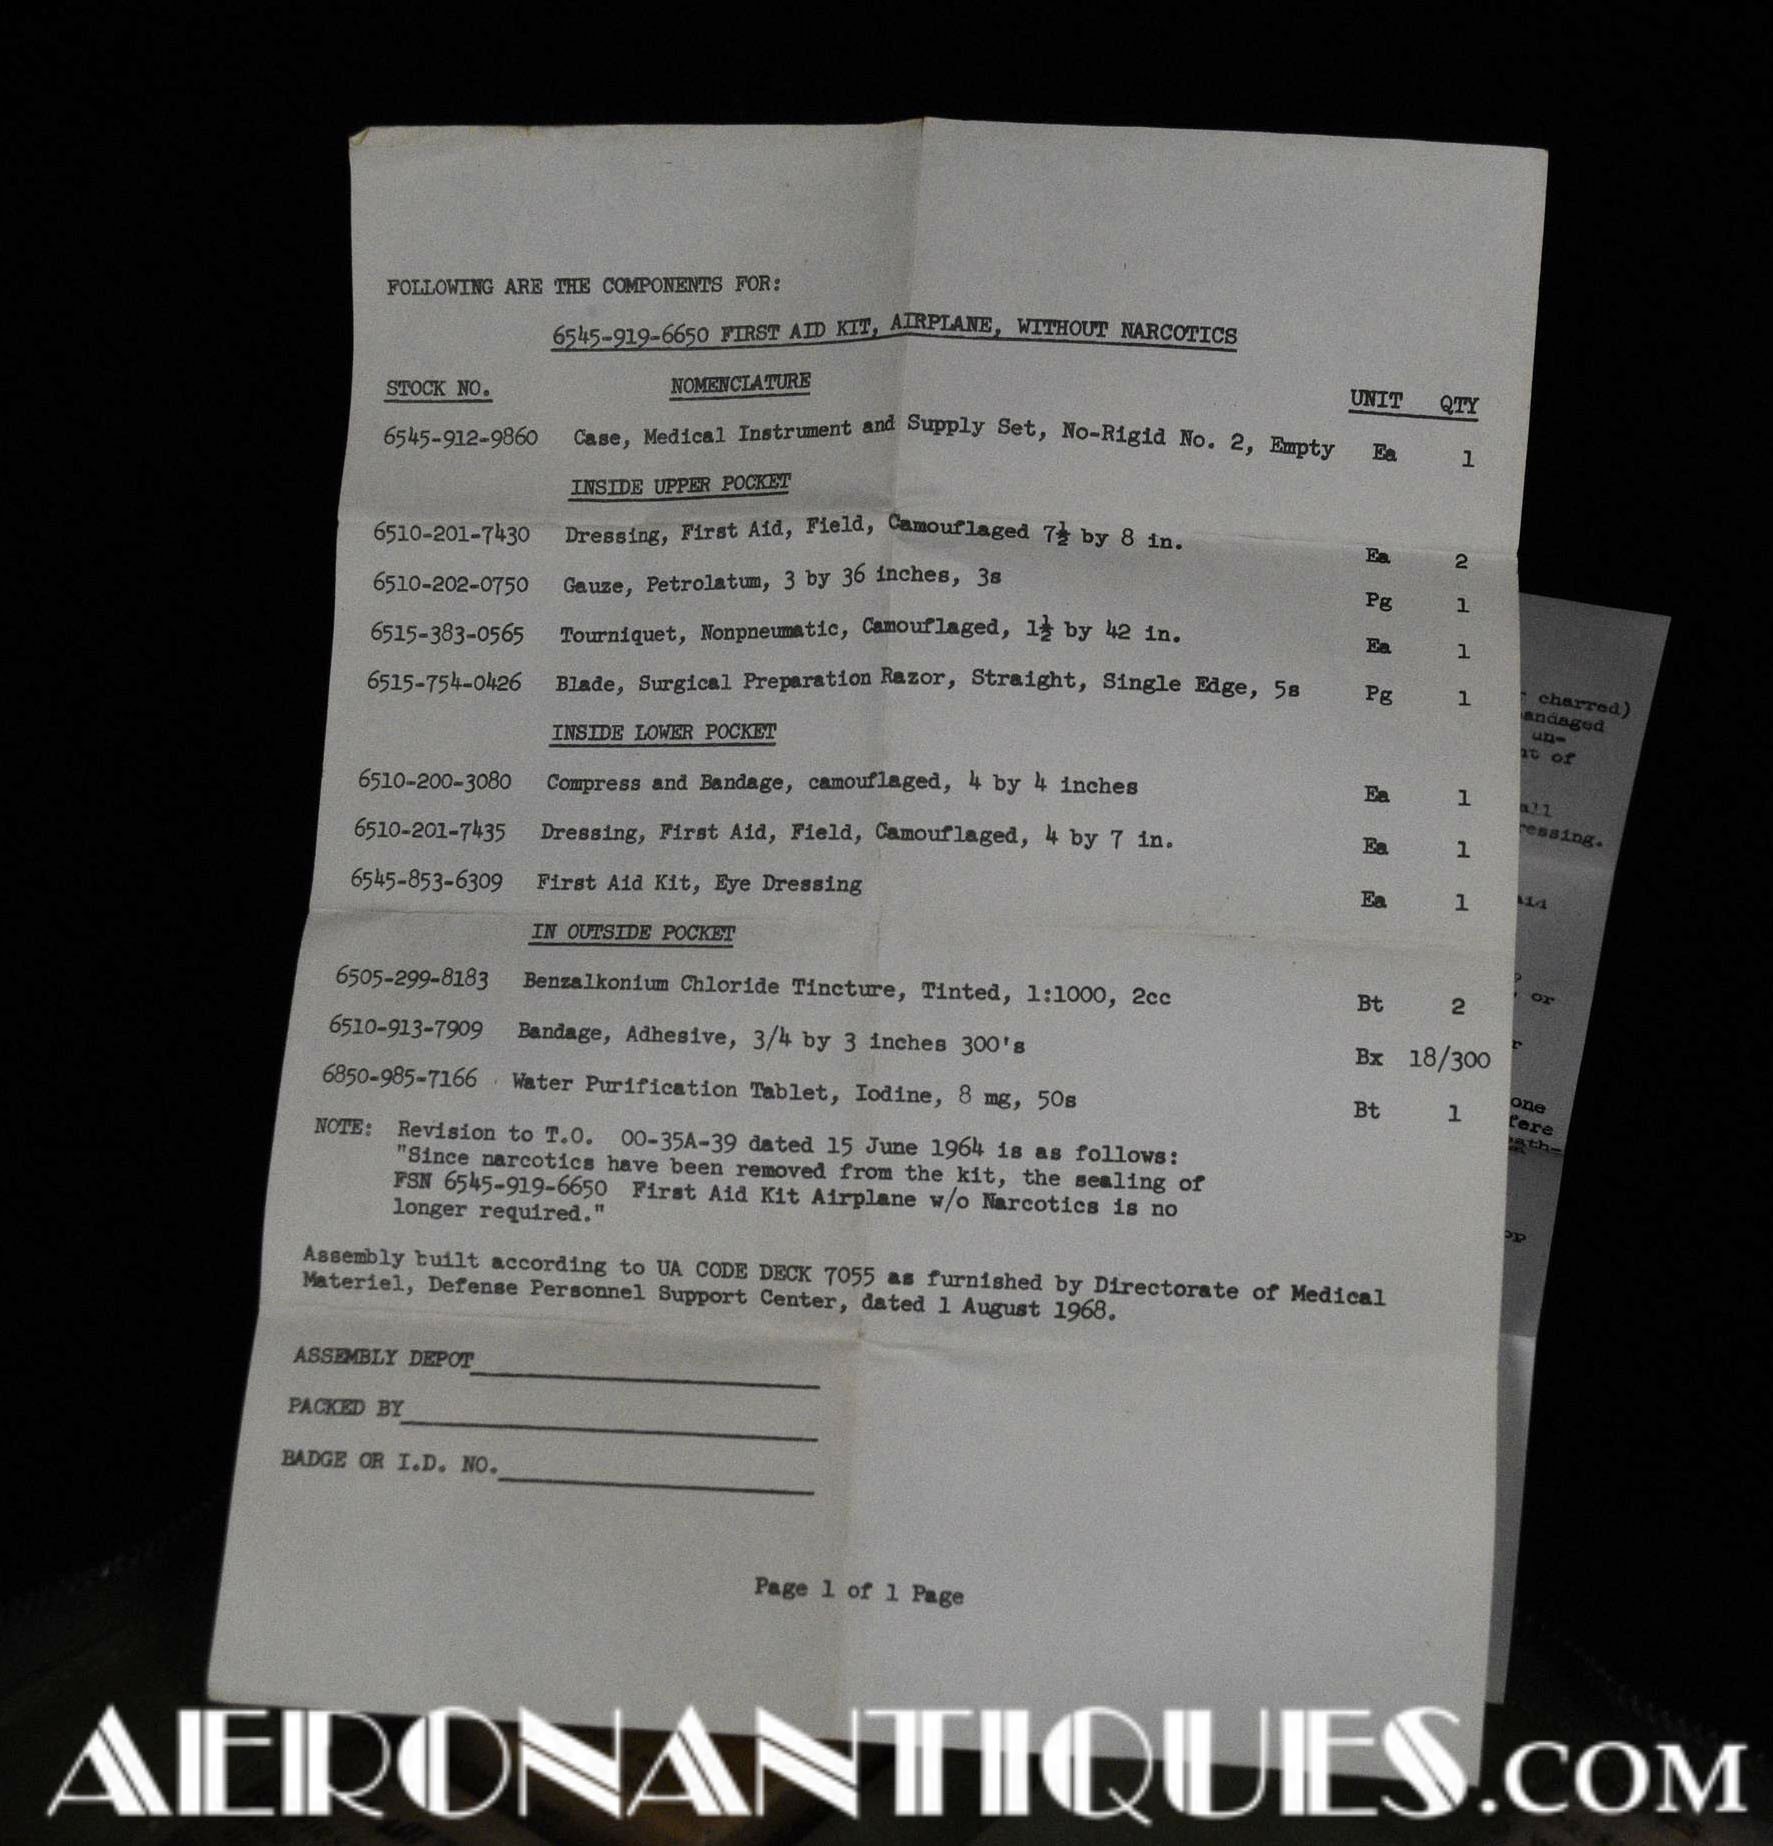 FOLLOWING ARE THE COMPONENTS FOR:
6545-919-6650 FIRST AID KIT, AIRPLANE, WITHOUT NARCOTICS
STOCK NO. NOMENCLATURE UNIT QTY
6545-912-9860 Case, Medical Instrument and Supply Set, No-Rigid No. 2, Empty Ea 1
INSIDE UPPER POCKET
6510-201-7430 Dressing, First Aid, Field, Camouflaged 7½ by 8 in. Ea 2
6510-202-0750 Gauze, Petrolatum, 3 by 36 inches, 3s Pg 1
6515-383-0565 Tourniquet, Nonpneumatic, Camouflaged, 1½ by 42 in. Ea 1
6515-754-0426 Blade, Surgical Preparation Razor, Straight, Single Edge, 5s Pg 1
INSIDE LOWER POCKET
6510-200-3080 Compress and Bandage, camouflaged, 4 by 4 inches Ea 1
6510-201-7435 Dressing, First Aid, Field, Camouflaged, 4 by 7 in. Ea 1
6545-853-6309 First Aid Kit, Eye Dressing Ea 1
IN OUTSIDE POCKET
6505-299-8183 Benzalkonium Chloride Tincture, Tinted, 1:1000, 2cc Bt 2
6510-913-7909 Bandage, Adhesive, 3/4 by 3 inches 300's Bx 18/300
6850-985-7166 Water Purification Tablet, Iodine, 8 mg, 50s Bt 1
NOTE: Revision to T.O. 00-35A-39 dated 15 June 1964 is as follows:
"Since narcotics have been removed from the kit, the sealing of
FSN 6545-919-6650 First Aid Kit Airplane w/o Narcotics is no
longer required."
Assembly built according to UA CODE DECK 7055 as furnished by Directorate of Medical
Materiel, Defense Personnel Support Center, dated 1 August 1968.
ASSEMBLY DEPOT
PACKED BY
BADGE OR I.D. NO.
Page 1 of 1 Page
charred)
un-
of
or
one
AERONANTIQUES.COM